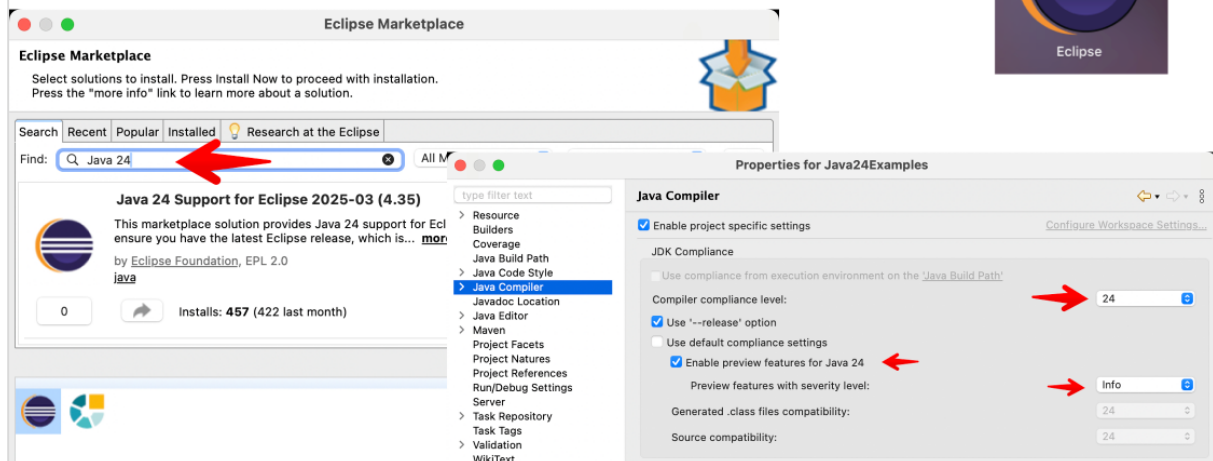 Eclipse Marketplace
Eclipse
Eclipse Marketplace
Select solutions to install. Press Install Now to proceed with installation.
Press the "more info" link to learn more about a solution.
Search Recent Popular Installed Research at the Eclipse
Find: Java 24
All M
Java 24 Support for Eclipse 2025-03 (4.35)
This marketplace solution provides Java 24 support for Ecl
ensure you have the latest Eclipse release, which is... mor
by Eclipse Foundation, EPL 2.0
java
0
Installs: 457 (422 last month)
Properties for Java24Examples
type filter text
Resource
Builders
Coverage
Java Build Path
Java Code Style
Java Compiler
Javadoc Location
Java Editor
Maven
Project Facets
Project Natures
Project References
Run/Debug Settings
Server
Task Repository
Task Tags
Validation
WikiText
Java Compiler
Enable project specific settings
Configure Workspace Settings...
JDK Compliance
Use compliance from execution environment on the 'Java Build Path'
Compiler compliance level: 24
Use '--release' option
Use default compliance settings
Enable preview features for Java 24
Preview features with severity level: Info
Generated .class files compatibility: 24
Source compatibility: 24